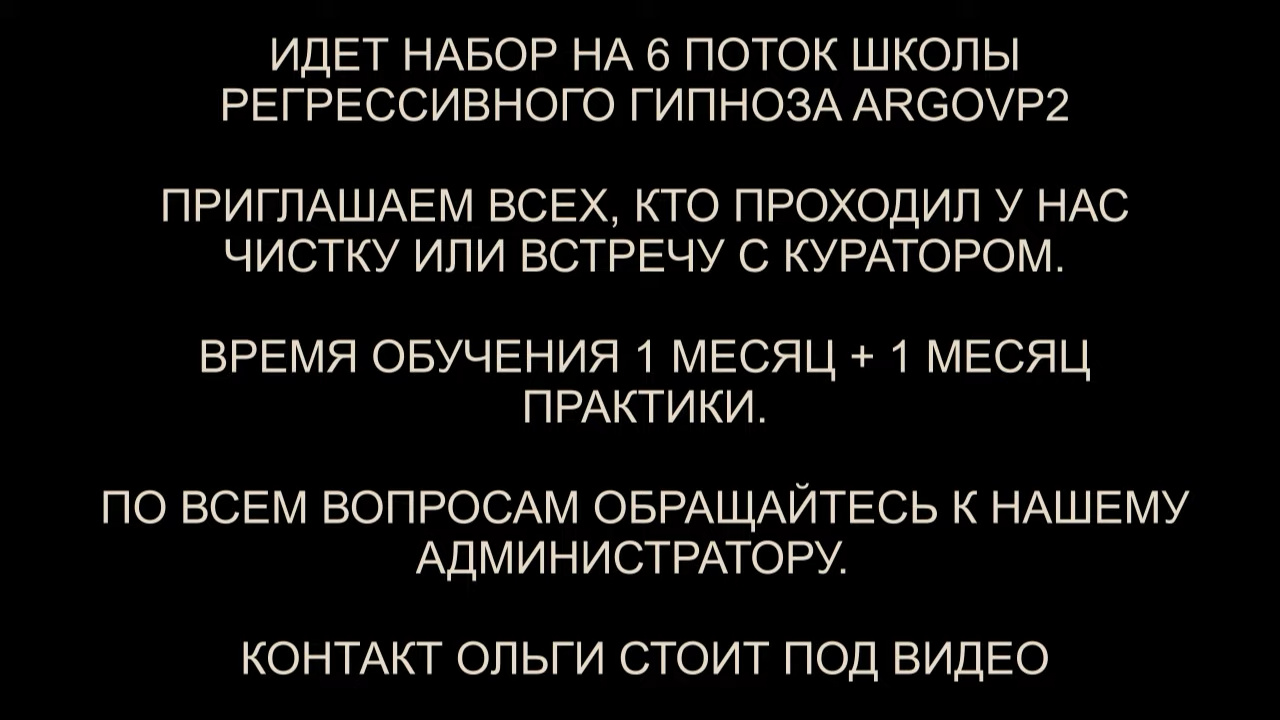 ИДЕТ НАБОР НА 6 ПОТОК ШКОЛЫ
РЕГРЕССИВНОГО ГИПНОЗА ARGOVP2
ПРИГЛАШАЕМ ВСЕХ, КТО ПРОХОДИЛ У НАС
ЧИСТКУ ИЛИ ВСТРЕЧУ С КУРАТОРОМ.
ВРЕМЯ ОБУЧЕНИЯ 1 МЕСЯЦ + 1 МЕСЯЦ
ПРАКТИКИ.
ПО ВСЕМ ВОПРОСАМ ОБРАЩАЙТЕСЬ К НАШЕМУ
АДМИНИСТРАТОРУ.
КОНТАКТ ОЛЬГИ СТОИТ ПОД ВИДЕО